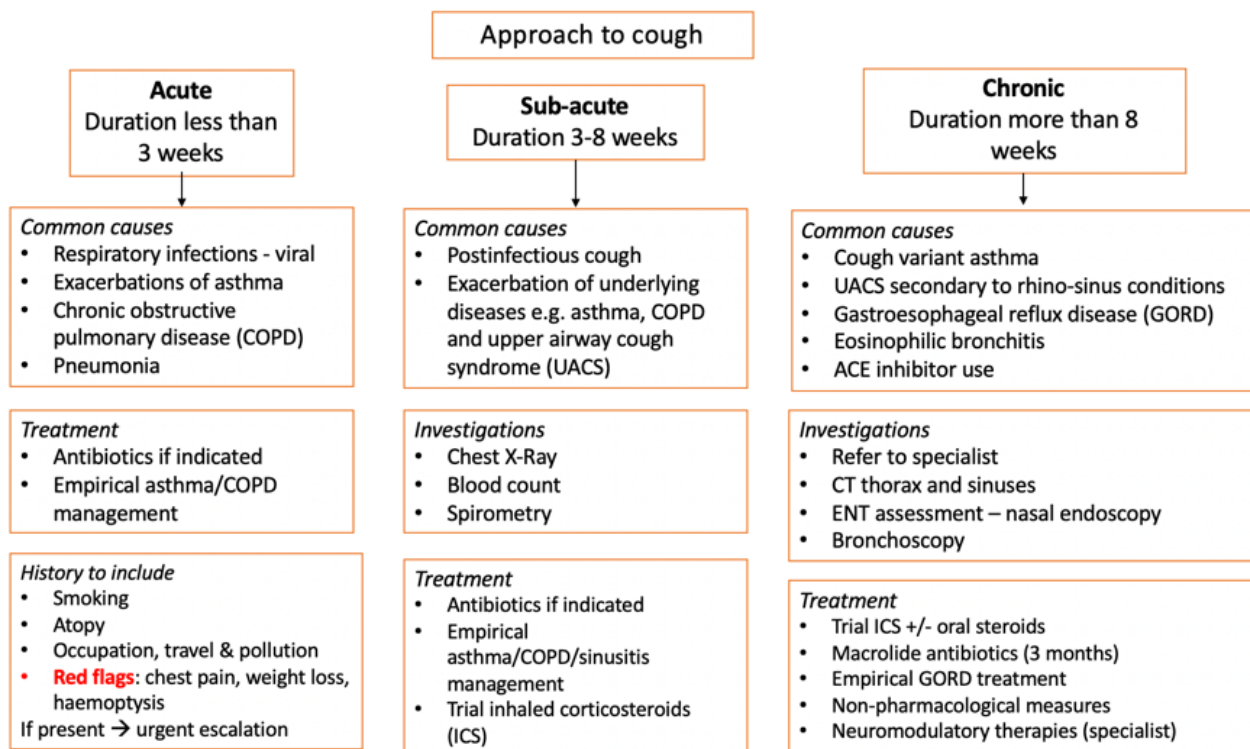 Approach to cough
Acute
Duration less than
3 weeks
Common causes
• Respiratory infections - viral
• Exacerbations of asthma
• Chronic obstructive
pulmonary disease (COPD)
• Pneumonia
Treatment
• Antibiotics if indicated
• Empirical asthma/COPD
management
History to include
• Smoking
• Atopy
• Occupation, travel & pollution
• Red flags: chest pain, weight loss,
haemoptysis
If present → urgent escalation
Sub-acute
Duration 3-8 weeks
Common causes
• Postinfectious cough
• Exacerbation of underlying
diseases e.g. asthma, COPD
and upper airway cough
syndrome (UACS)
Investigations
• Chest X-Ray
• Blood count
• Spirometry
Treatment
• Antibiotics if indicated
• Empirical
asthma/COPD/sinusitis
management
• Trial inhaled corticosteroids
(ICS)
Chronic
Duration more than 8
weeks
Common causes
• Cough variant asthma
• UACS secondary to rhino-sinus conditions
• Gastroesophageal reflux disease (GORD)
• Eosinophilic bronchitis
• ACE inhibitor use
Investigations
• Refer to specialist
• CT thorax and sinuses
• ENT assessment – nasal endoscopy
• Bronchoscopy
Treatment
• Trial ICS +/- oral steroids
• Macrolide antibiotics (3 months)
• Empirical GORD treatment
• Non-pharmacological measures
• Neuromodulatory therapies (specialist)